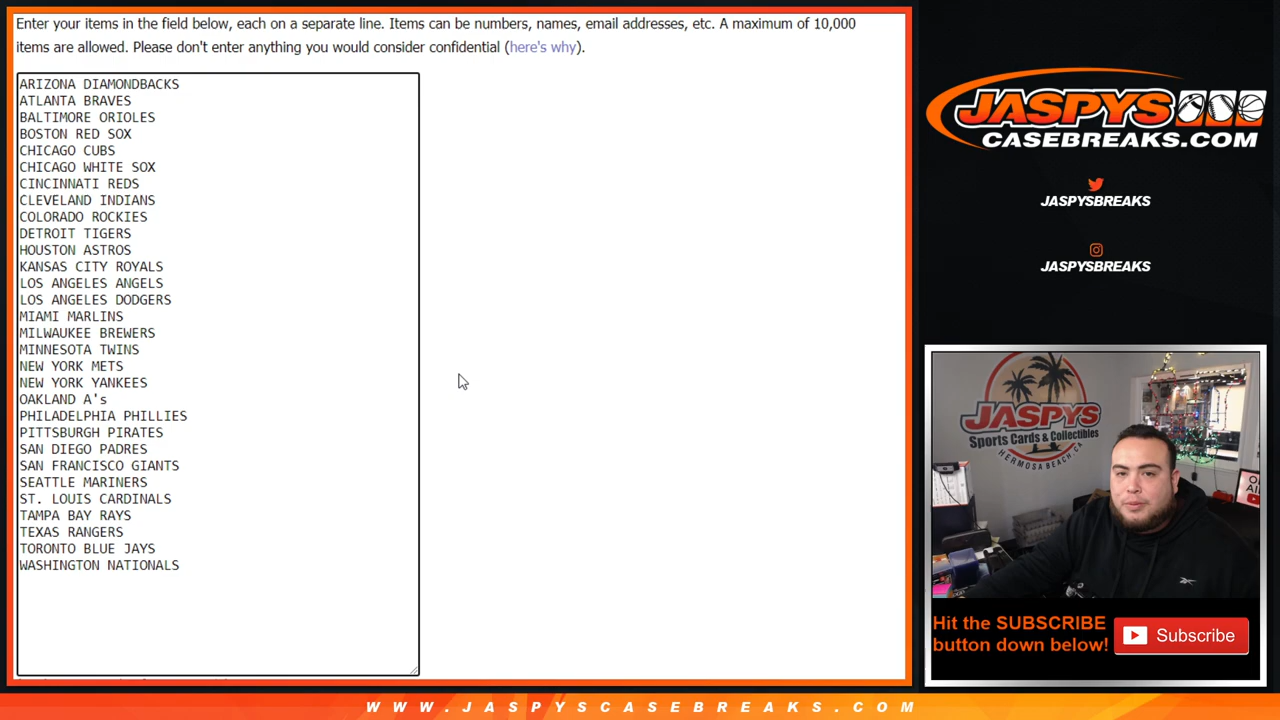 Enter your items in the field below, each on a separate line. Items can be numbers, names, email addresses, etc. A maximum of 10,000
items are allowed. Please don't enter anything you would consider confidential (here's why).
ARIZONA DIAMONDBACKS
ATLANTA BRAVES
BALTIMORE ORIOLES
BOSTON RED SOX
CHICAGO CUBS
CHICAGO WHITE SOX
CINCINNATI REDS
CLEVELAND INDIANS
COLORADO ROCKIES
DETROIT TIGERS
HOUSTON ASTROS
KANSAS CITY ROYALS
LOS ANGELES ANGELS
LOS ANGELES DODGERS
MIAMI MARLINS
MILWAUKEE BREWERS
MINNESOTA TWINS
NEW YORK METS
NEW YORK YANKEES
OAKLAND A's
PHILADELPHIA PHILLIES
PITTSBURGH PIRATES
SAN DIEGO PADRES
SAN FRANCISCO GIANTS
SEATTLE MARINERS
ST. LOUIS CARDINALS
TAMPA BAY RAYS
TEXAS RANGERS
TORONTO BLUE JAYS
WASHINGTON NATIONALS
JASPYS
CASEBREAKS.COM
JASPYSBREAKS
JASPYSBREAKS
JASPYS
Sports Cards & Collectibles
HERMOSA BEACH, CA
Hit the SUBSCRIBE
button down below!
Subscribe
WWW.JASPYSCASEBREAKS.COM